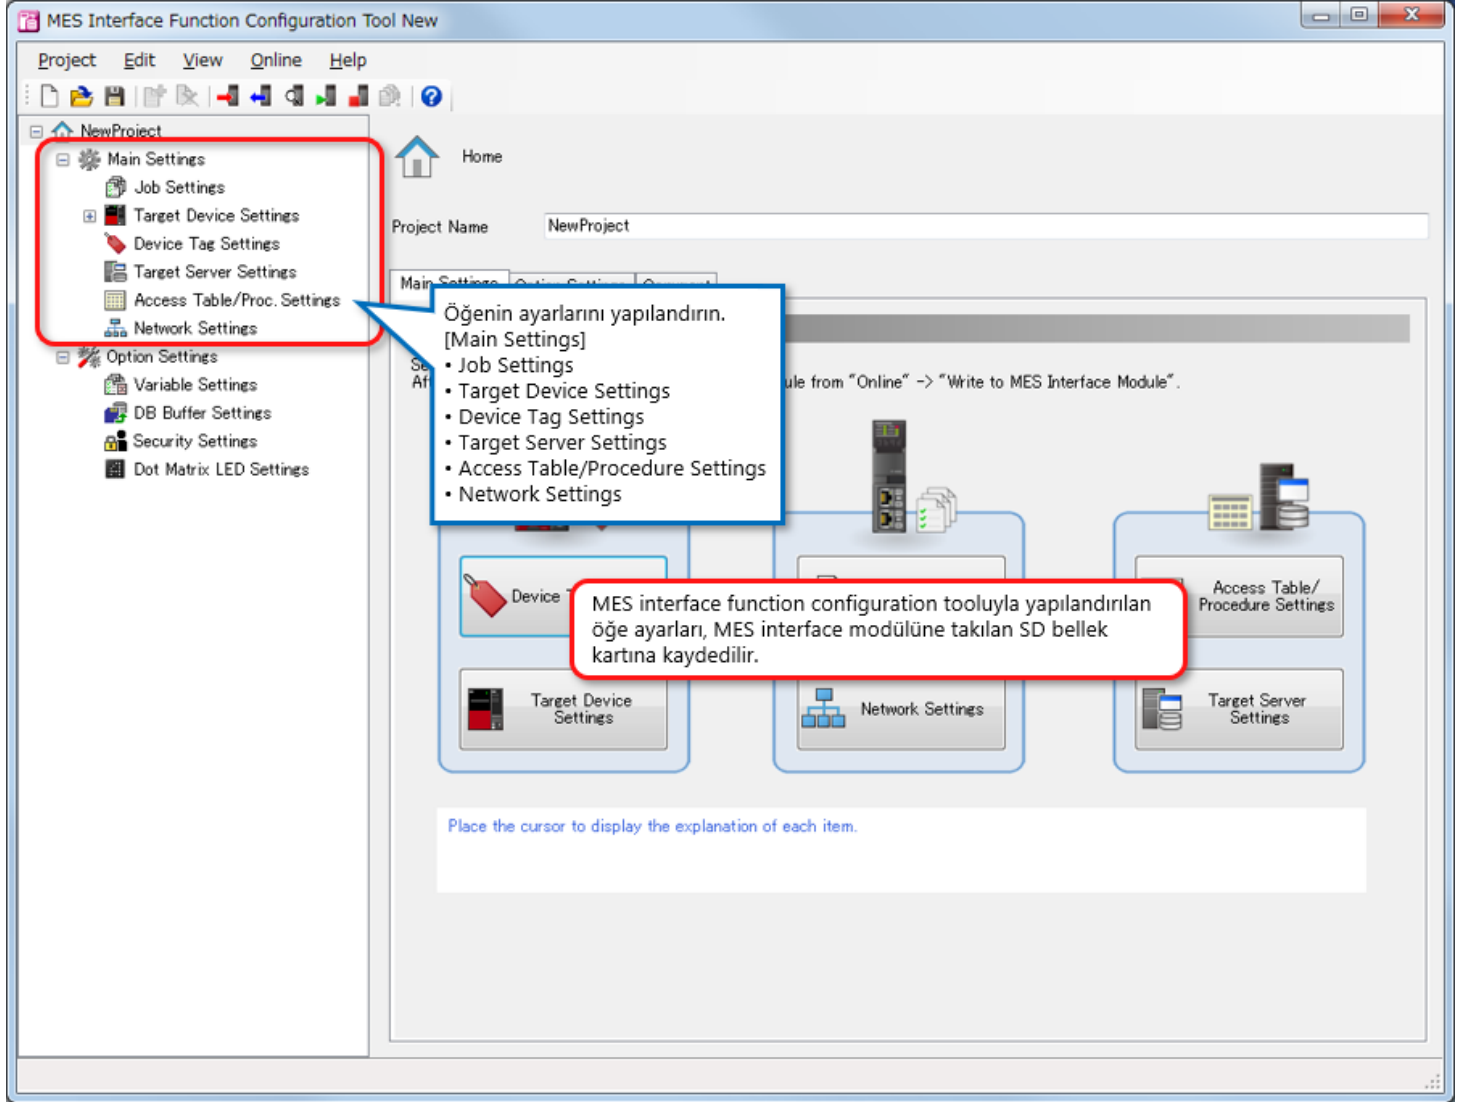 MES Interface Function Configuration Tool New
Project Edit View Online Help
NewProject
Main Settings
Job Settings
Target Device Settings
Device Tag Settings
Target Server Settings
Access Table/Proc. Settings
Network Settings
Option Settings
Variable Settings
DB Buffer Settings
Security Settings
Dot Matrix LED Settings
Home
Project Name NewProject
Main Settings Option Settings Comment
Öğenin ayarlarını yapılandırın.
[Main Settings]
• Job Settings
• Target Device Settings
• Device Tag Settings
• Target Server Settings
• Access Table/Procedure Settings
• Network Settings
from "Online" -> "Write to MES Interface Module".
Device
Access Table/
Procedure Settings
MES interface function configuration tooluyla yapılandırılan
öğe ayarları, MES interface modülüne takılan SD bellek
kartına kaydedilir.
Target Device
Settings
Network Settings
Target Server
Settings
Place the cursor to display the explanation of each item.